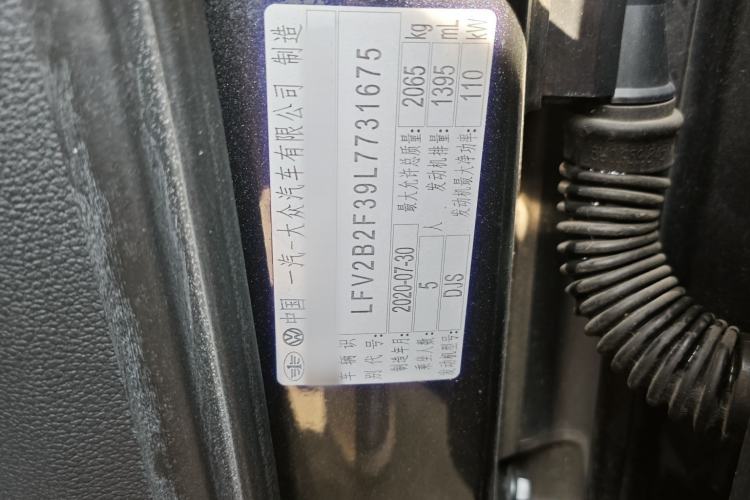 中国 一汽-大众汽车有限公司 制造
车辆识别代号: LFV2B2F39L7731675
制造年月: 2020-07-30 最大允许总质量: 2065 kg
乘坐人数: 5 人 发动机排量: 1395 mL
发动机型号: DJS 发动机最大净功率: 110 kW